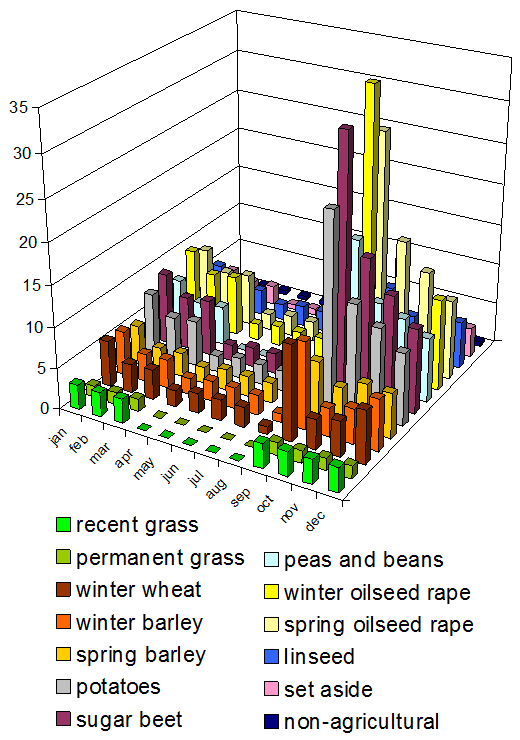 35
30
25
20
15
10
5
0
jan
feb
mar
apr
may
jun
jul
aug
sep
oct
nov
dec
recent grass
permanent grass
winter wheat
winter barley
spring barley
potatoes
sugar beet
peas and beans
winter oilseed rape
spring oilseed rape
linseed
set aside
non-agricultural